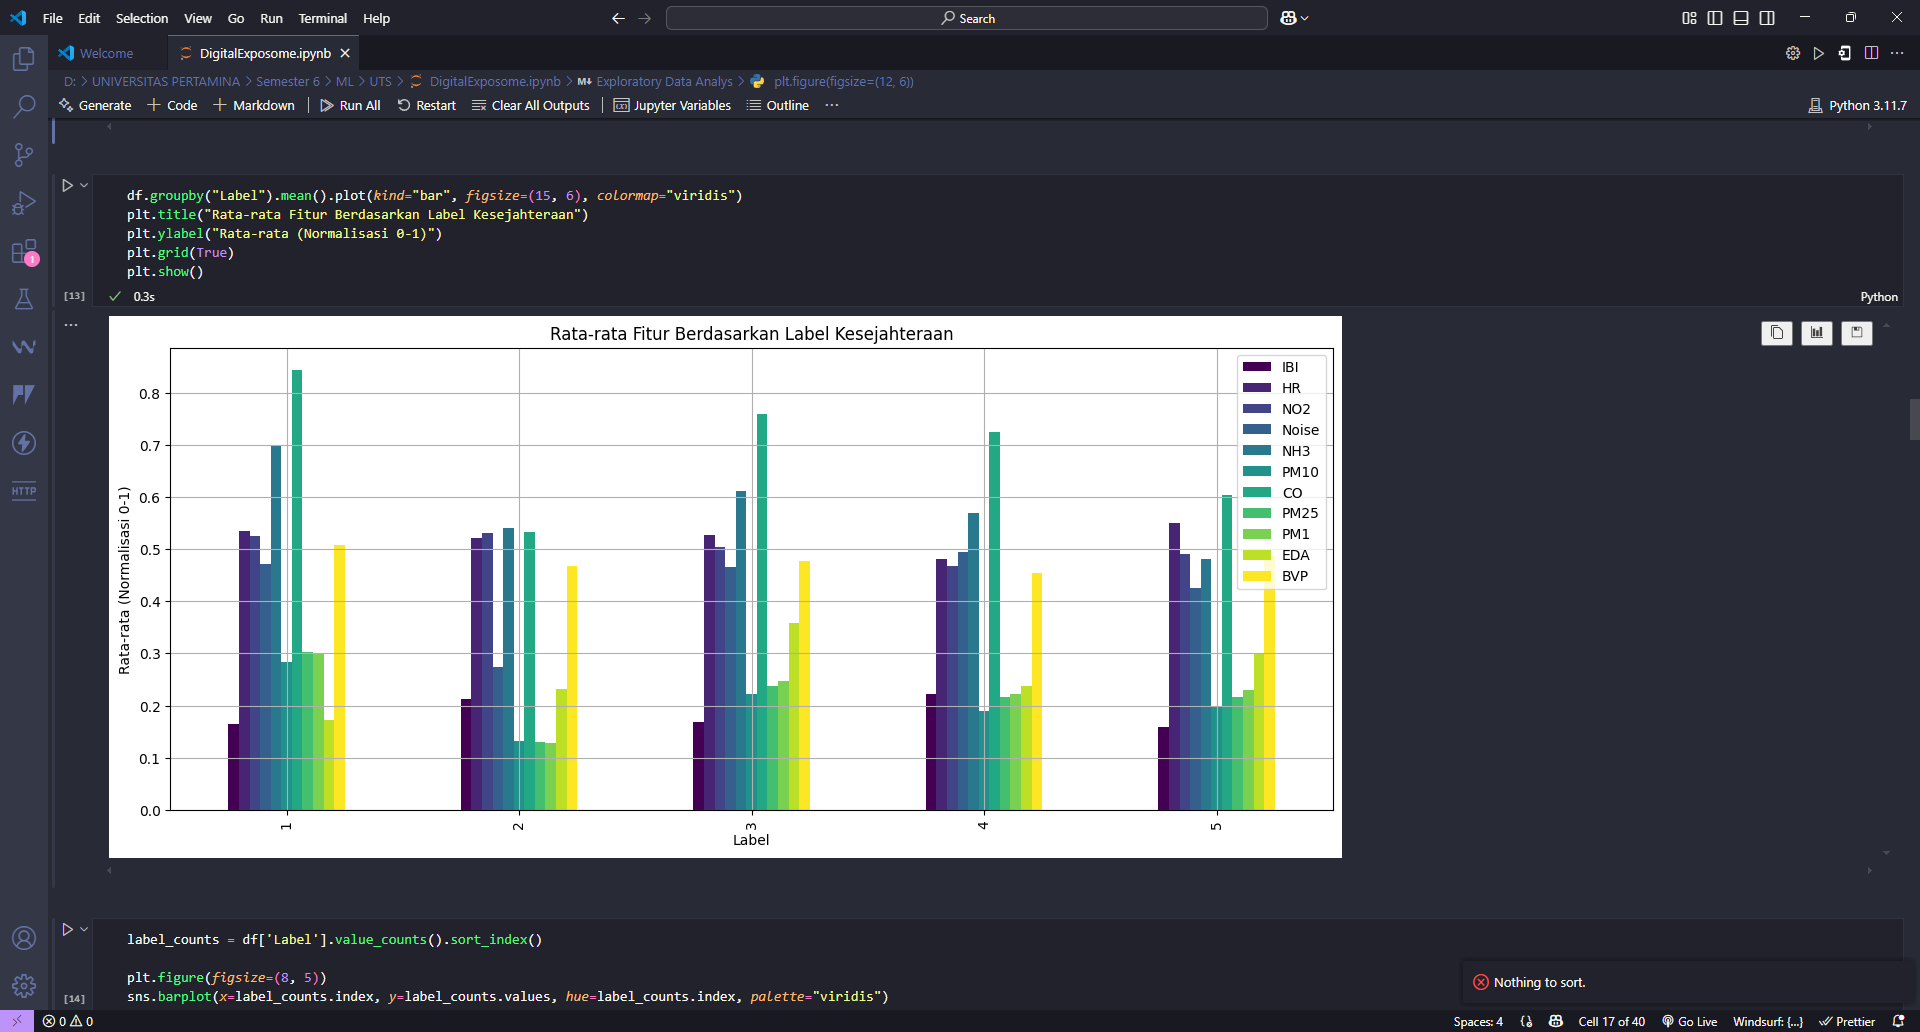 File Edit Selection View Go Run Terminal Help
Search
Welcome
DigitalExposome.ipynb
D: > UNIVERSITAS PERTAMINA > Semester 6 > ML > UTS > DigitalExposome.ipynb > M↓ Exploratory Data Analys > plt.figure(figsize=(12, 6))
Generate + Code + Markdown | Run All Restart Clear All Outputs | Jupyter Variables Outline ...
Python 3.11.7
df.groupby("Label").mean().plot(kind="bar", figsize=(15, 6), colormap="viridis")
plt.title("Rata-rata Fitur Berdasarkan Label Kesejahteraan")
plt.ylabel("Rata-rata (Normalisasi 0-1)")
plt.grid(True)
plt.show()
[13] 0.3s
Python
Rata-rata Fitur Berdasarkan Label Kesejahteraan
Rata-rata (Normalisasi 0-1)
0.8
0.7
0.6
0.5
0.4
0.3
0.2
0.1
0.0
IBI
HR
NO2
Noise
NH3
PM10
CO
PM25
PM1
EDA
BVP
1 2 3 4 5
Label
label_counts = df['Label'].value_counts().sort_index()
plt.figure(figsize=(8, 5))
sns.barplot(x=label_counts.index, y=label_counts.values, hue=label_counts.index, palette="viridis")
[14]
1
HTTP
Nothing to sort.
0 0
Spaces: 4
Cell 17 of 40
Go Live
Windsurf: {...}
Prettier